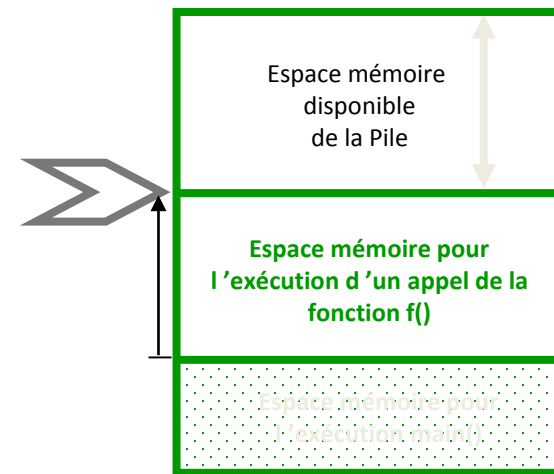 Espace mémoire
disponible
de la Pile
Espace mémoire pour
l ’exécution d ’un appel de la
fonction f()
Espace mémoire pour
l ’exécution main()